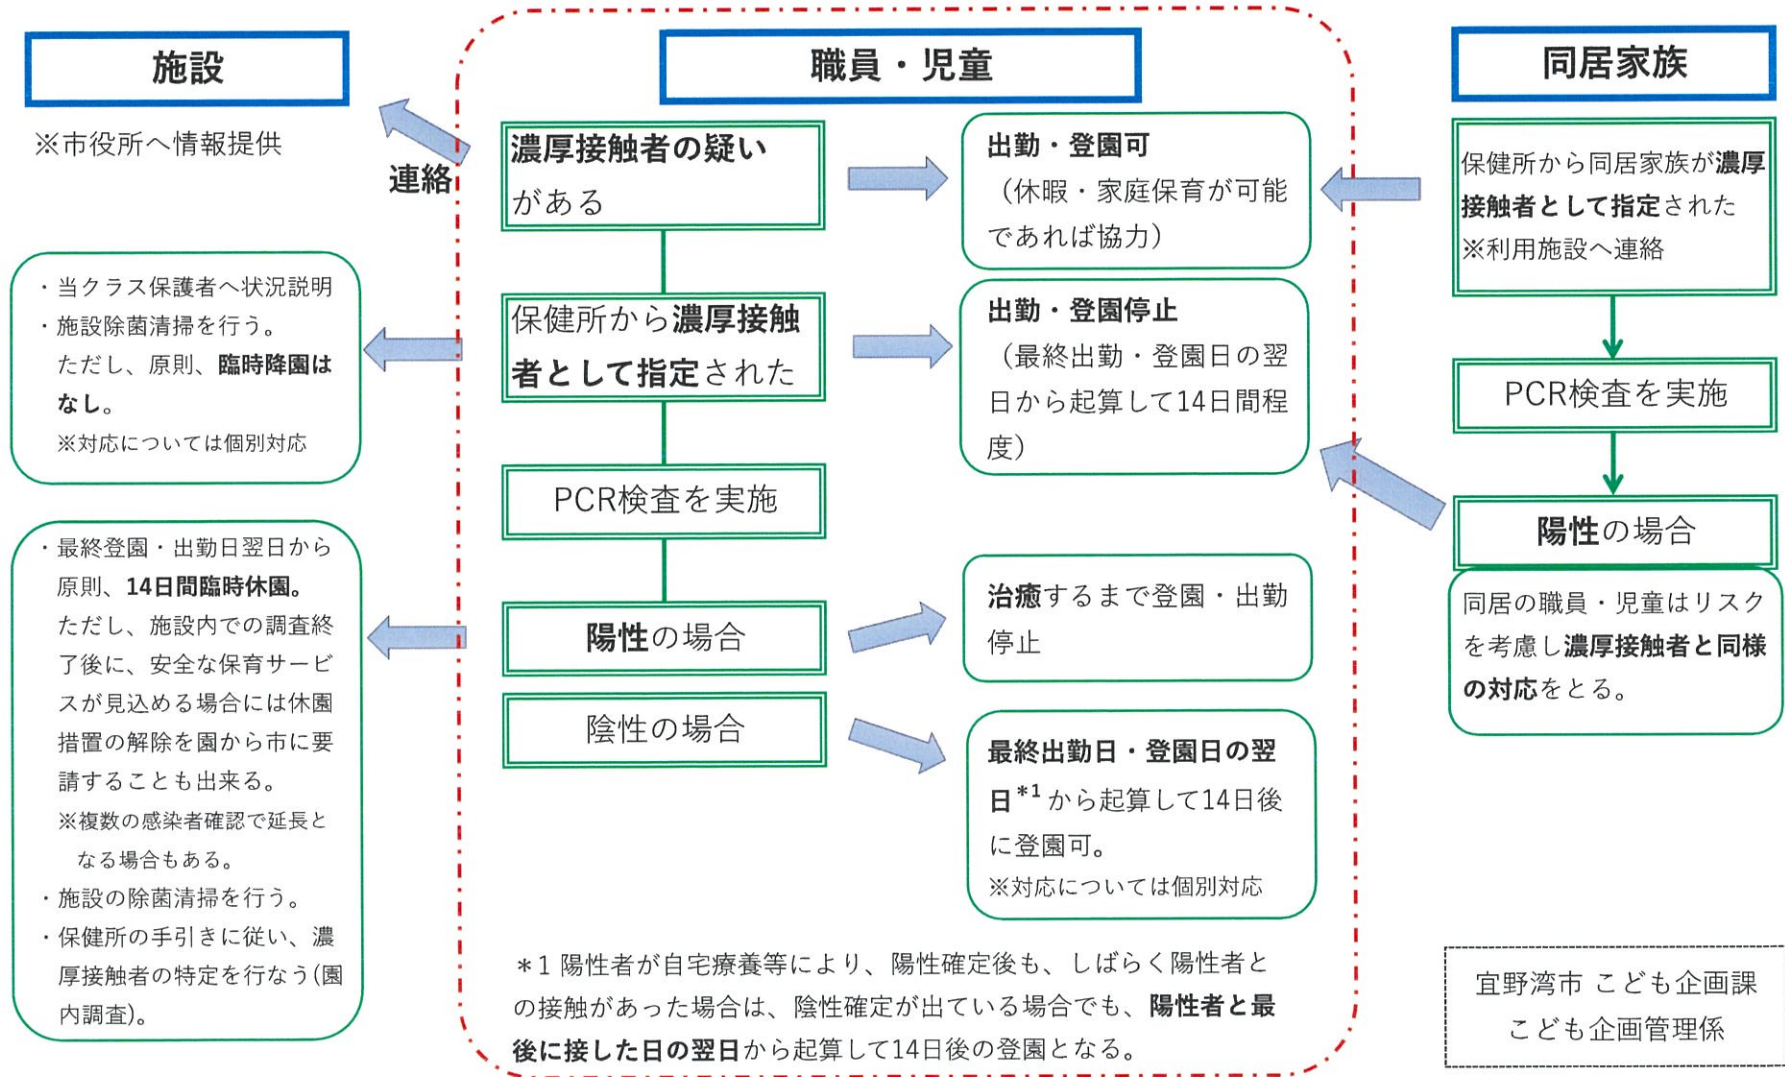 施設
※市役所へ情報提供
連絡
・当クラス保護者へ状況説明
・施設除菌清掃を行う。
ただし、原則、臨時降園は
なし。
※対応については個別対応
・最終登園・出勤日翌日から
原則、14日間臨時休園。
ただし、施設内での調査終
了後に、安全な保育サービ
スが見込める場合には休園
措置の解除を園から市に要
請することも出来る。
※複数の感染者確認で延長と
なる場合もある。
・施設の除菌清掃を行う。
・保健所の手引きに従い、濃
厚接触者の特定を行なう(園
内調査)。
職員・児童
濃厚接触者の疑い
がある
保健所から濃厚接触
者として指定された
PCR検査を実施
陽性の場合
陰性の場合
出勤・登園可
（休暇・家庭保育が可能
であれば協力）
出勤・登園停止
（最終出勤・登園日の翌
日から起算して14日間程
度）
治癒するまで登園・出勤
停止
最終出勤日・登園日の翌
日*1から起算して14日後
に登園可。
※対応については個別対応
＊1 陽性者が自宅療養等により、陽性確定後も、しばらく陽性者と
の接触があった場合は、陰性確定が出ている場合でも、陽性者と最
後に接した日の翌日から起算して14日後の登園となる。
同居家族
保健所から同居家族が濃厚
接触者として指定された
※利用施設へ連絡
PCR検査を実施
陽性の場合
同居の職員・児童はリスク
を考慮し濃厚接触者と同様
の対応をとる。
宜野湾市 こども企画課
こども企画管理係